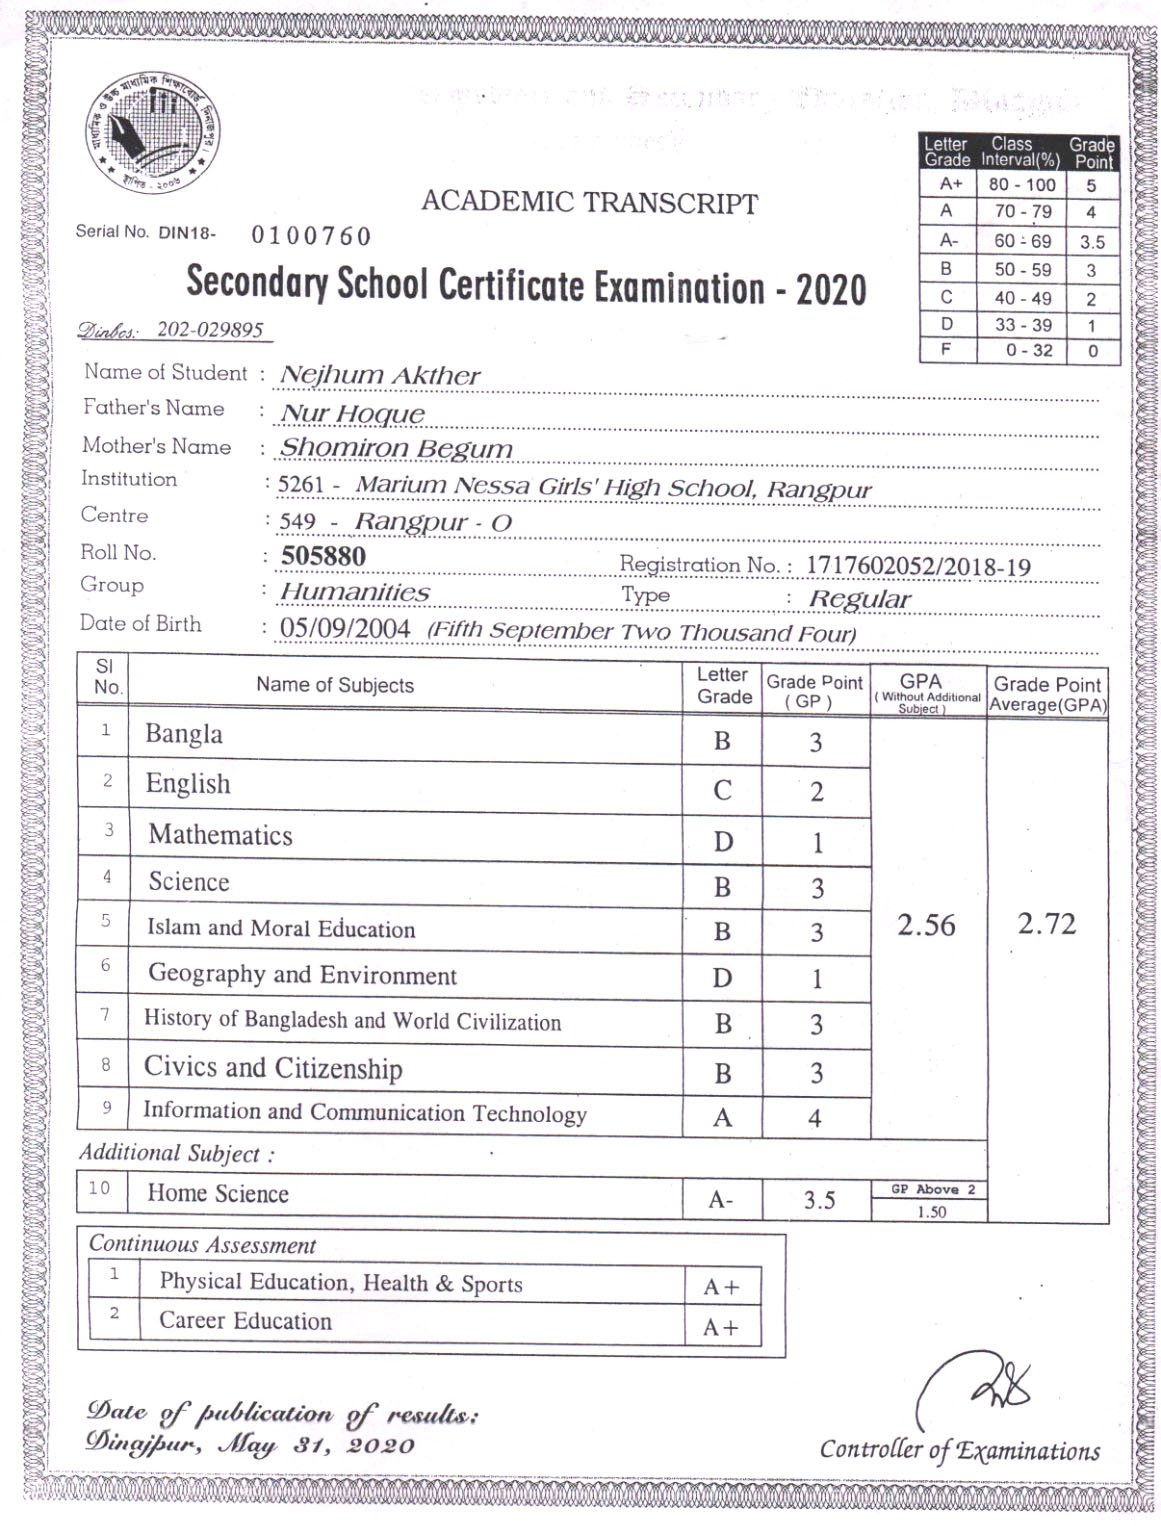 মাধ্যমিক ও উচ্চ মাধ্যমিক শিক্ষাবোর্ড, দিনাজপুর।
স্থাপিত - ২০০৬
Letter Grade Class Interval(%) Grade Point
A+ 80 - 100 5
A 70 - 79 4
A- 60 - 69 3.5
B 50 - 59 3
C 40 - 49 2
D 33 - 39 1
F 0 - 32 0
ACADEMIC TRANSCRIPT
Serial No. DIN18- 0100760
Secondary School Certificate Examination - 2020
Dinbos: 202-029895
Name of Student : Nejhum Akther
Father's Name : Nur Hoque
Mother's Name : Shomiron Begum
Institution : 5261 - Marium Nessa Girls' High School, Rangpur
Centre : 549 - Rangpur - O
Roll No. : 505880 Registration No. : 1717602052/2018-19
Group : Humanities Type : Regular
Date of Birth : 05/09/2004 (Fifth September Two Thousand Four)
Sl No. Name of Subjects Letter Grade Grade Point ( GP ) GPA ( Without Additional Subject ) Grade Point Average(GPA)
1 Bangla B 3
2 English C 2
3 Mathematics D 1
4 Science B 3
5 Islam and Moral Education B 3 2.56 2.72
6 Geography and Environment D 1
7 History of Bangladesh and World Civilization B 3
8 Civics and Citizenship B 3
9 Information and Communication Technology A 4
Additional Subject :
10 Home Science A- 3.5 GP Above 2
1.50
Continuous Assessment
1 Physical Education, Health & Sports A+
2 Career Education A+
Date of publication of results:
Dinajpur, May 31, 2020
Controller of Examinations